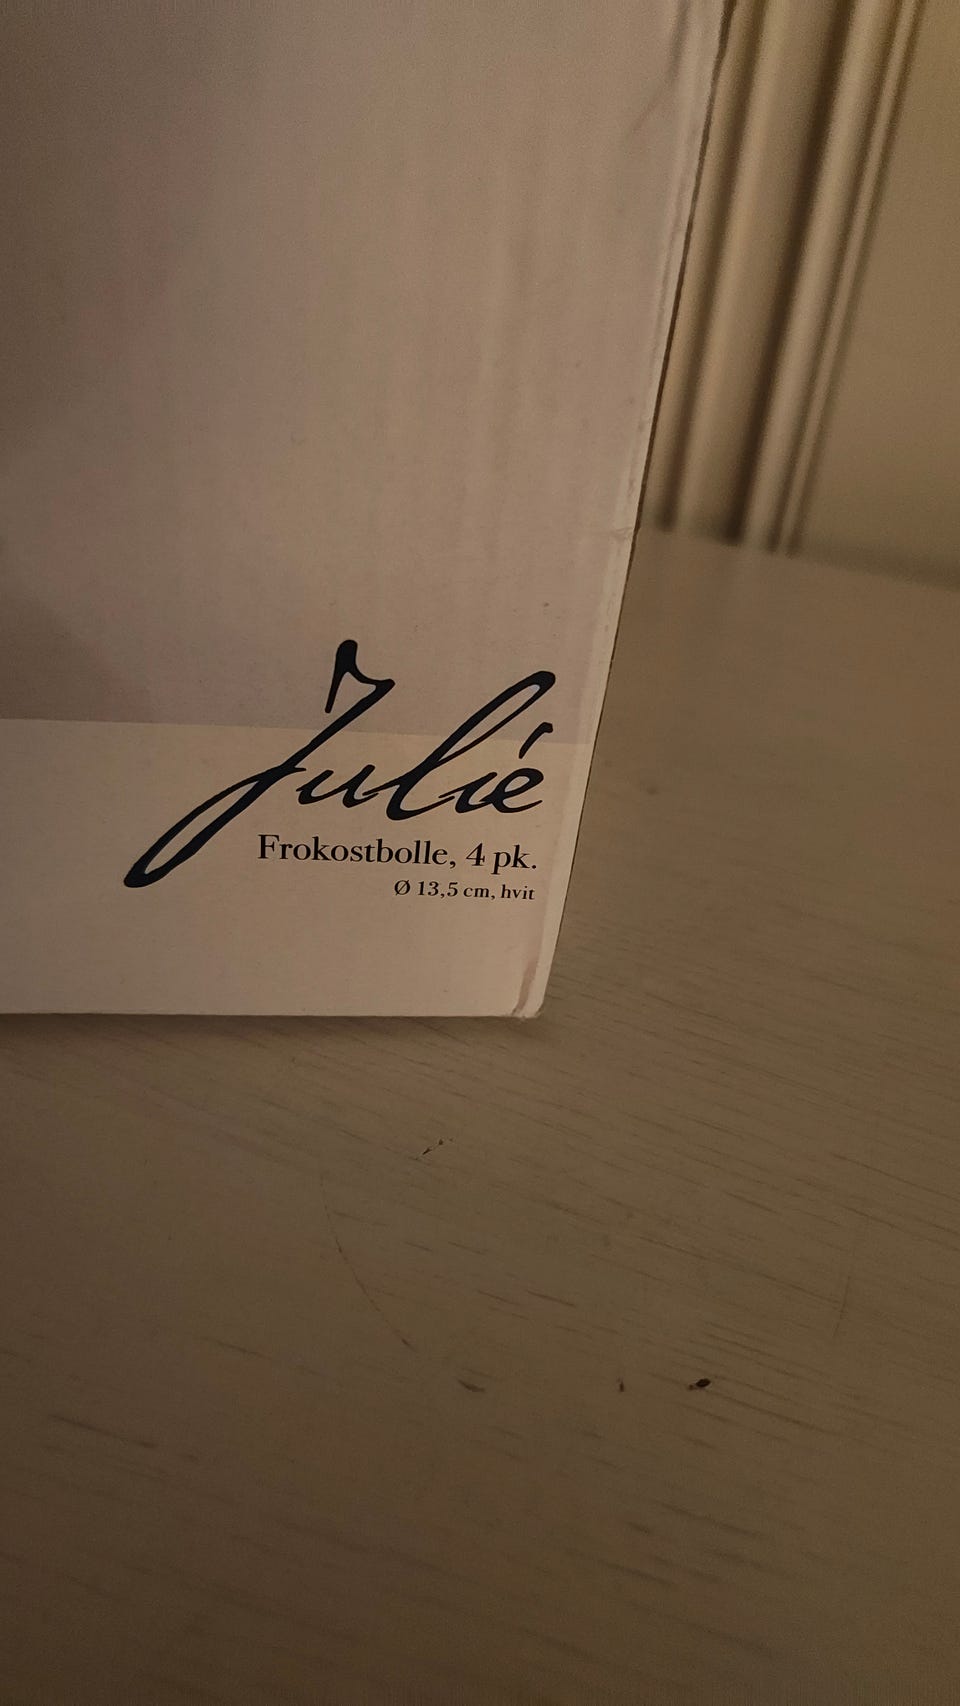 Julie
Frokostbolle, 4 pk.
Ø 13,5 cm, hvit